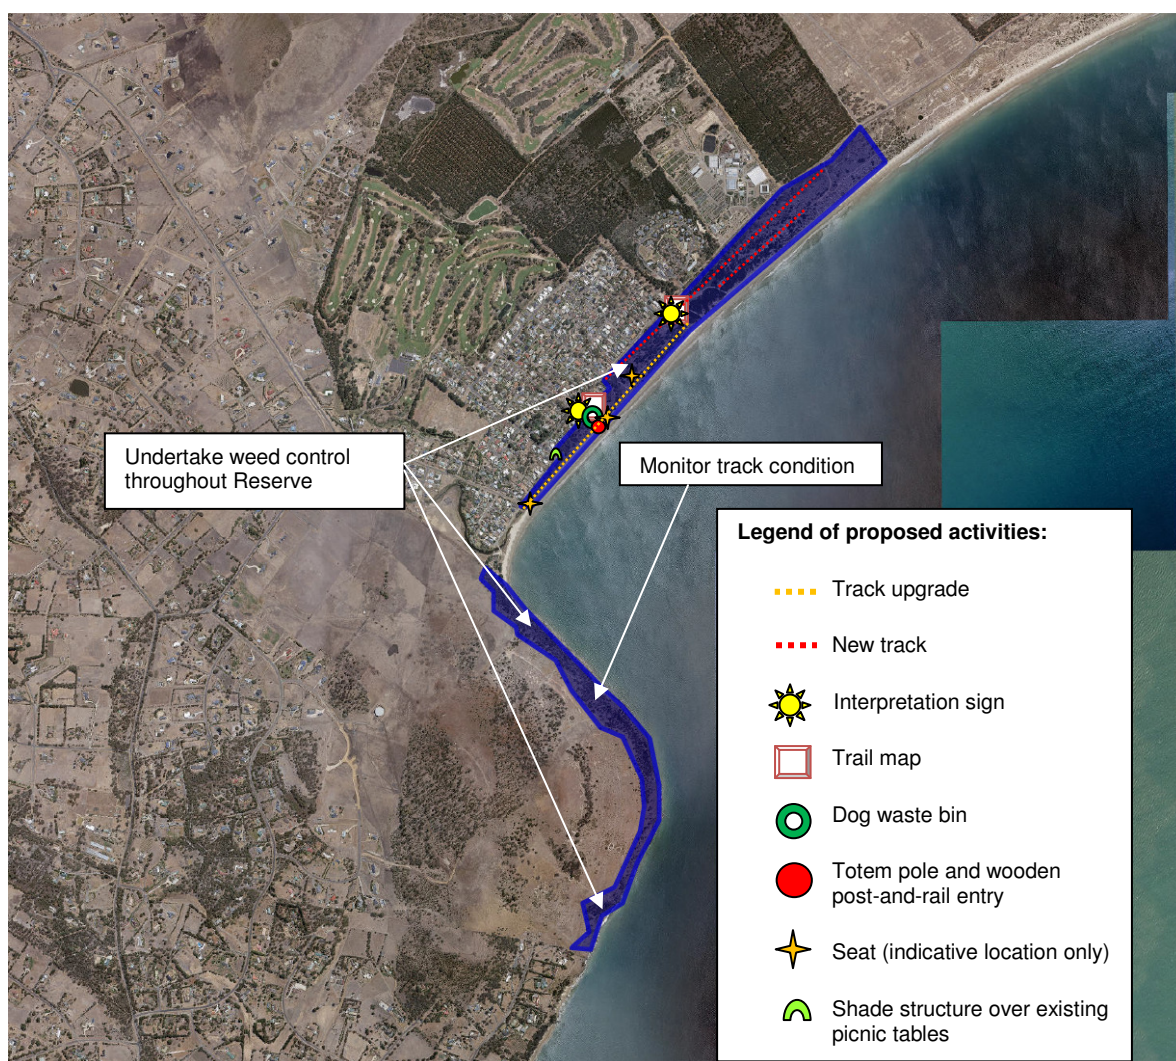 Undertake weed control
throughout Reserve
Monitor track condition
Legend of proposed activities:
Track upgrade
New track
Interpretation sign
Trail map
Dog waste bin
Totem pole and wooden
post-and-rail entry
Seat (indicative location only)
Shade structure over existing
picnic tables